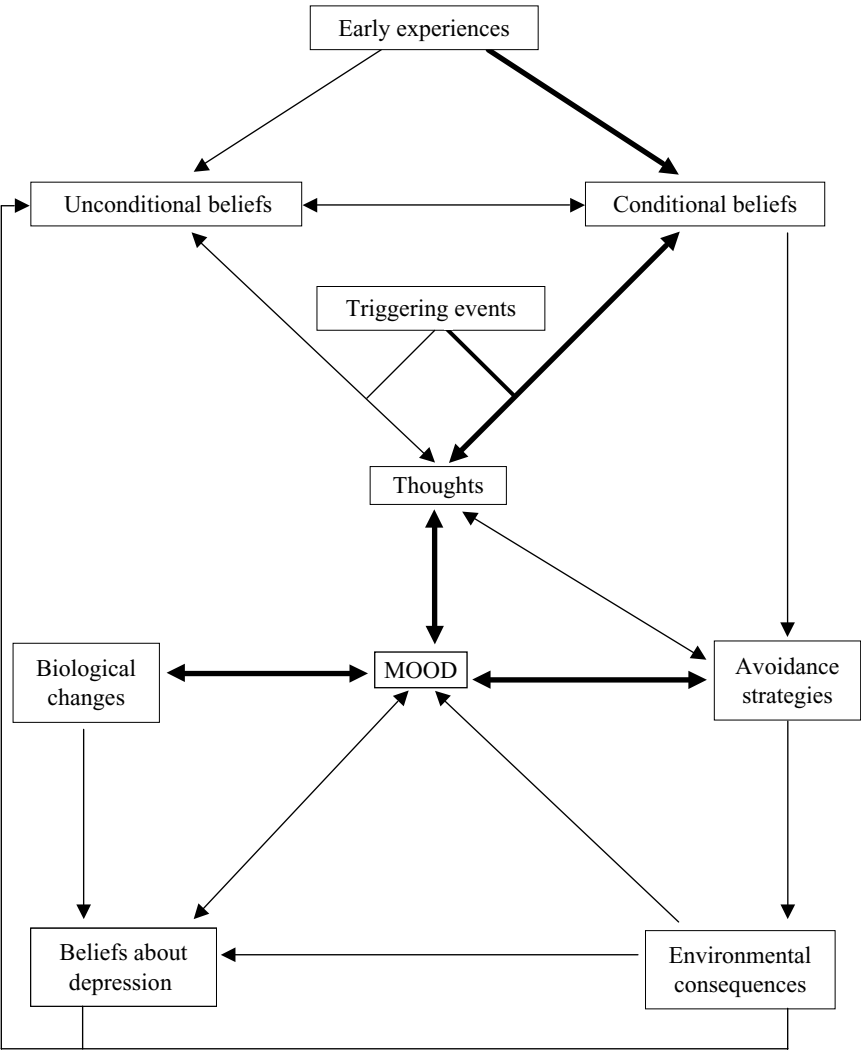 Early experiences
Unconditional beliefs
Conditional beliefs
Triggering events
Thoughts
Biological
changes
MOOD
Avoidance
strategies
Beliefs about
depression
Environmental
consequences